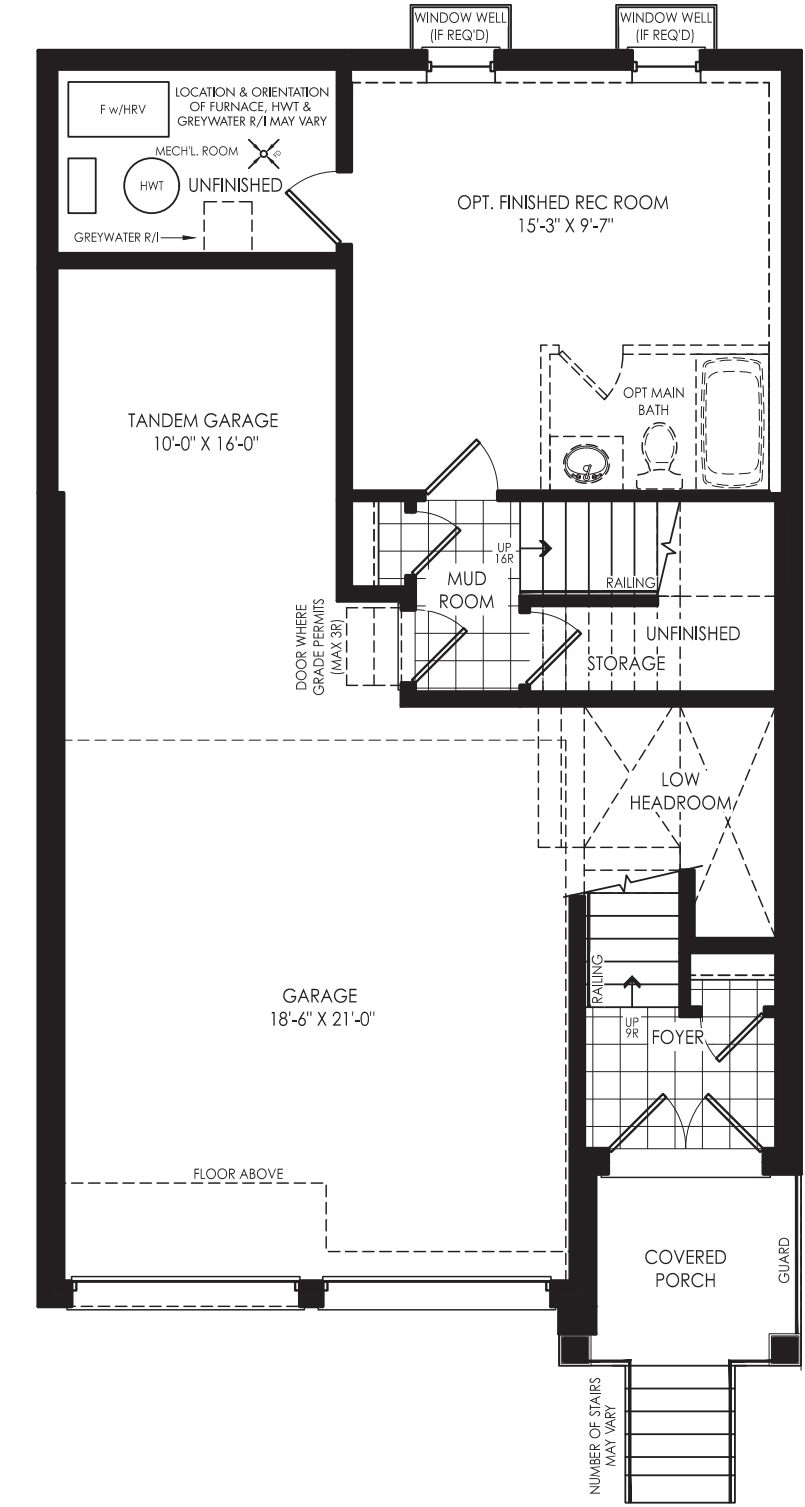 WINDOW WELL
(IF REQ'D)
WINDOW WELL
(IF REQ'D)
F w/HRV
LOCATION & ORIENTATION
OF FURNACE, HWT &
GREYWATER R/I MAY VARY
MECH'L. ROOM
FD
HWT
UNFINISHED
GREYWATER R/I
OPT. FINISHED REC ROOM
15'-3" X 9'-7"
TANDEM GARAGE
10'-0" X 16'-0"
OPT MAIN
BATH
UP
16R
RAILING
MUD
ROOM
DOOR WHERE
GRADE PERMITS
(MAX 3R)
UNFINISHED
STORAGE
LOW
HEADROOM
GARAGE
18'-6" X 21'-0"
RAILING
UP
9R
FOYER
FLOOR ABOVE
COVERED
PORCH
GUARD
NUMBER OF STAIRS
MAY VARY